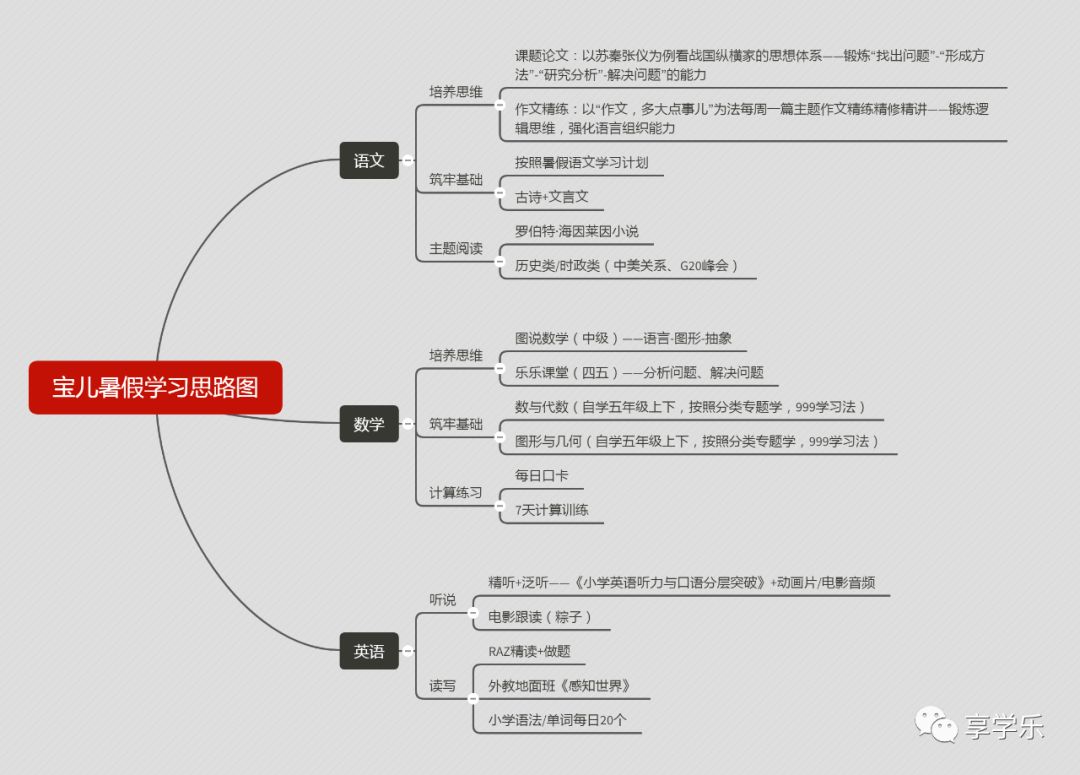 宝儿暑假学习思路图
语文
培养思维
课题论文：以苏秦张仪为例看战国纵横家的思想体系——锻炼“找出问题”-“形成方
法”-“研究分析”-解决问题”的能力
作文精练：以“作文，多大点事儿”为法每周一篇主题作文精练精修精讲——锻炼逻
辑思维，强化语言组织能力
筑牢基础
按照暑假语文学习计划
古诗+文言文
主题阅读
罗伯特·海因莱因小说
历史类/时政类（中美关系、G20峰会）
数学
培养思维
图说数学（中级）——语言-图形-抽象
乐乐课堂（四五）——分析问题、解决问题
筑牢基础
数与代数（自学五年级上下，按照分类专题学，999学习法）
图形与几何（自学五年级上下，按照分类专题学，999学习法）
计算练习
每日口卡
7天计算训练
英语
听说
精听+泛听——《小学英语听力与口语分层突破》+动画片/电影音频
电影跟读（粽子）
读写
RAZ精读+做题
外教地面班《感知世界》
小学语法/单词每日20个
享学乐